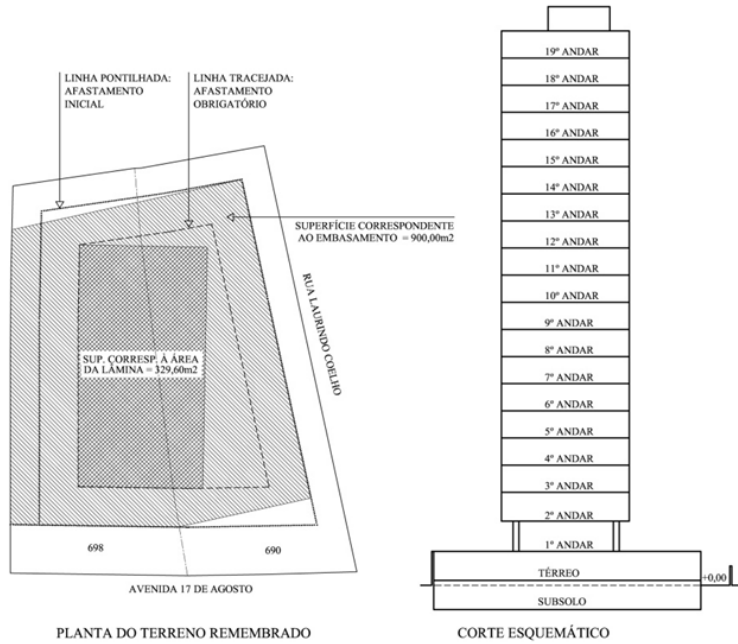 LINHA PONTILHADA:
AFASTAMENTO
INICIAL
LINHA TRACEJADA:
AFASTAMENTO
OBRIGATÓRIO
SUPERFÍCIE CORRESPONDENTE
AO EMBASAMENTO = 900,00m2
RUA LAURINDO COELHO
SUP. CORRESP. À ÁREA
DA LÂMINA = 329,60m2
698
690
AVENIDA 17 DE AGOSTO
PLANTA DO TERRENO REMEMBRADO
19º ANDAR
18º ANDAR
17º ANDAR
16º ANDAR
15º ANDAR
14º ANDAR
13º ANDAR
12º ANDAR
11º ANDAR
10º ANDAR
9º ANDAR
8º ANDAR
7º ANDAR
6º ANDAR
5º ANDAR
4º ANDAR
3º ANDAR
2º ANDAR
1º ANDAR
TÉRREO
+0,00
SUBSOLO
CORTE ESQUEMÁTICO